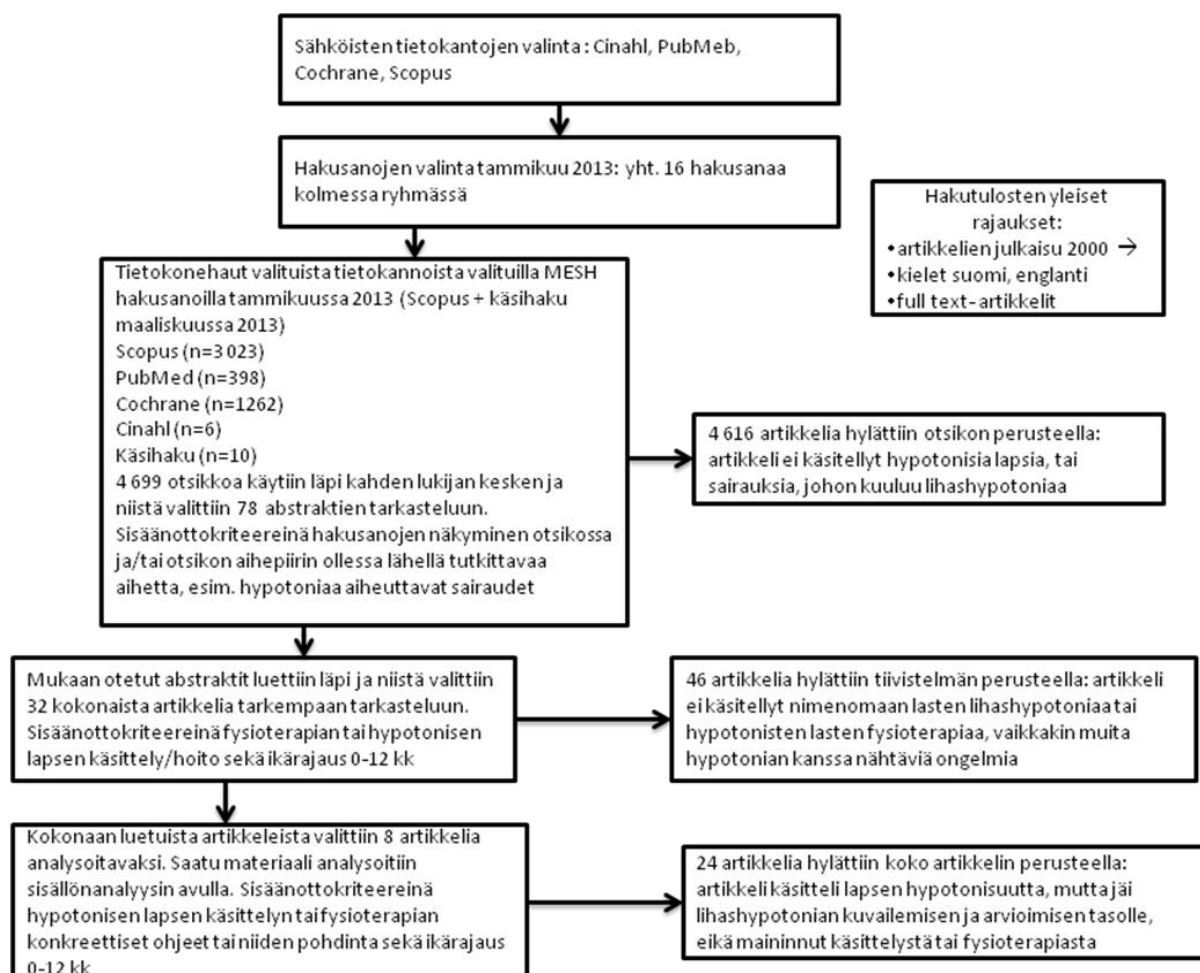 Sähköisten tietokantojen valinta : Cinahl, PubMeb,
Cochrane, Scopus
Hakusanojen valinta tammikuu 2013: yht. 16 hakusanaa
kolmessa ryhmässä
Hakutulosten yleiset
rajaukset:
•artikkelien julkaisu 2000 →
•kielet suomi, englanti
•full text-artikkelit
Tietokonehaut valituista tietokannoista valituilla MESH
hakusanoilla tammikuussa 2013 (Scopus + käsihaku
maaliskuussa 2013)
Scopus (n=3 023)
PubMed (n=398)
Cochrane (n=1262)
Cinahl (n=6)
Käsihaku (n=10)
4 699 otsikkoa käytiin läpi kahden lukijan kesken ja
niistä valittiin 78 abstraktien tarkasteluun.
Sisäänottokriteereinä hakusanojen näkyminen otsikossa
ja/tai otsikon aihepiirin ollessa lähellä tutkittavaa
aihetta, esim. hypotoniaa aiheuttavat sairaudet
4 616 artikkelia hylättiin otsikon perusteella:
artikkeli ei käsitellyt hypotonisia lapsia, tai
sairauksia, johon kuuluu lihashypotoniaa
Mukaan otetut abstraktit luettiin läpi ja niistä valittiin
32 kokonaista artikkelia tarkempaan tarkasteluun.
Sisäänottokriteereinä fysioterapian tai hypotonisen
lapsen käsittely/hoito sekä ikärajaus 0-12 kk
46 artikkelia hylättiin tiivistelmän perusteella: artikkeli
ei käsitellyt nimenomaan lasten lihashypotoniaa tai
hypotonisten lasten fysioterapiaa, vaikkakin muita
hypotonian kanssa nähtäviä ongelmia
Kokonaan luetuista artikkeleista valittiin 8 artikkelia
analysoitavaksi. Saatu materiaali analysoitiin
sisällönanalyysin avulla. Sisäänottokriteereinä
hypotonisen lapsen käsittelyn tai fysioterapian
konkreettiset ohjeet tai niiden pohdinta sekä ikärajaus
0-12 kk
24 artikkelia hylättiin koko artikkelin perusteella:
artikkeli käsitteli lapsen hypotonisuutta, mutta jäi
lihashypotonian kuvailemisen ja arvioimisen tasolle,
eikä maininnut käsittelystä tai fysioterapiasta